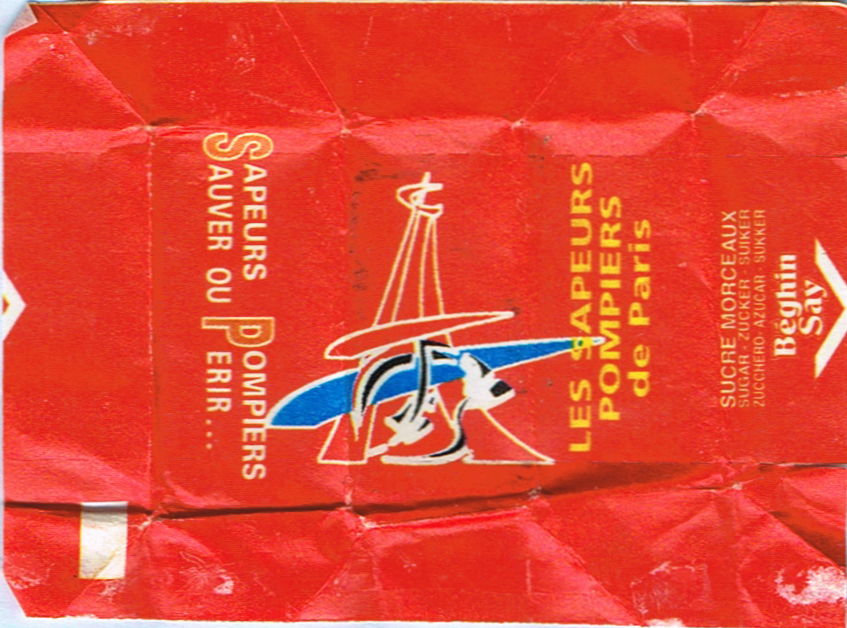 SAPEURS POMPIERS
SAUVER OU PERIR...
LES SAPEURS
POMPIERS
de Paris
SUCRE MORCEAUX
SUGAR - ZUCKER - SUIKER
ZUCCHERO - AZUCAR SUKKER
Béghin
Say